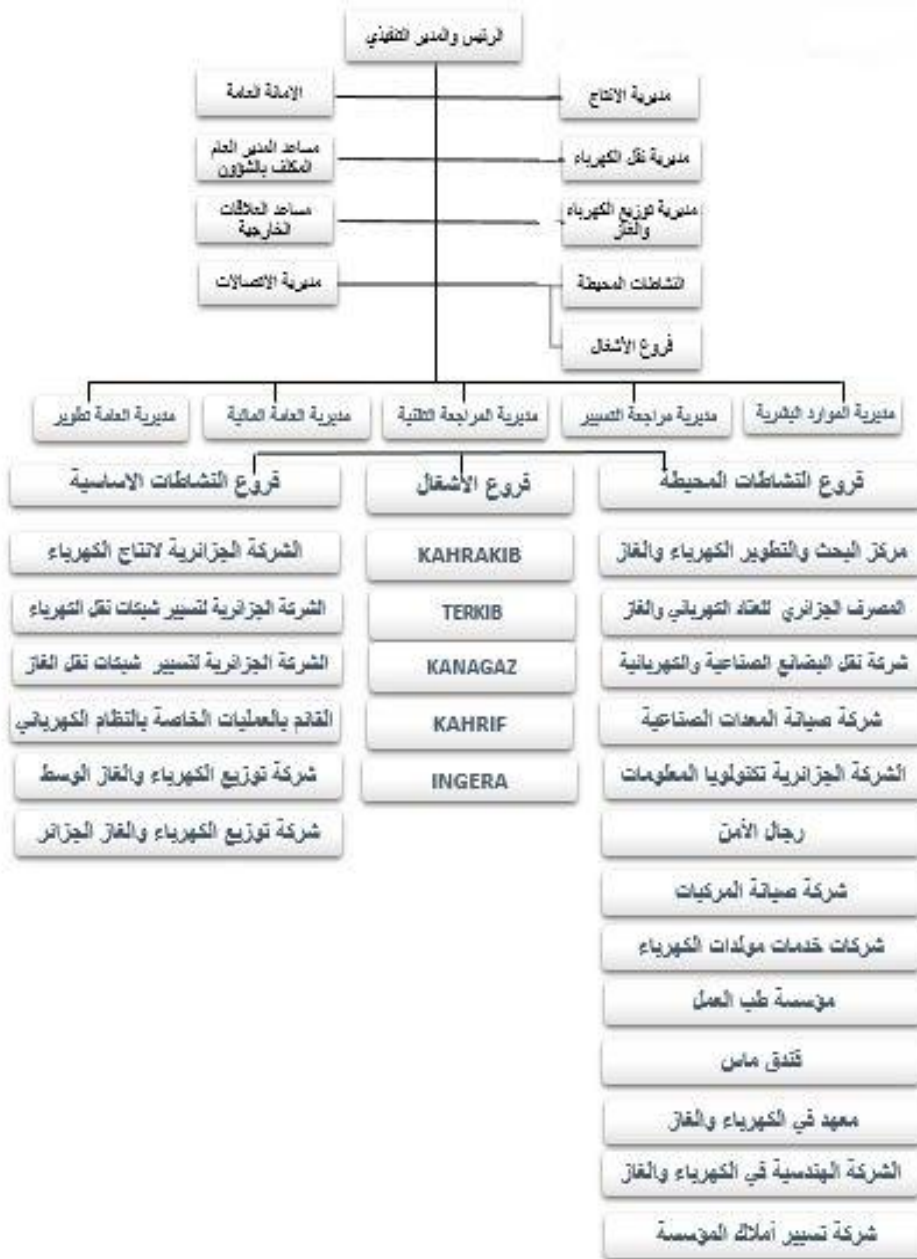 الرئيس والمدير التنفيذي
مديرية الانتاج
الامانة العامة
مديرية نقل الكهرباء
مساعد المدير العام
المكلف بالشؤون
مديرية توزيع الكهرباء
والغاز
مساعد العلاقات
الخارجية
النشاطات المحيطة
مديرية الاتصالات
فروع الأشغال
مديرية الموارد البشرية
مديرية مراجعة التسيير
مديرية المراجعة التقنية
مديرية العامة المالية
مديرية العامة تطوير
فروع النشاطات المحيطة
مركز البحث والتطوير الكهرباء والغاز
المصرف الجزائري للعتاد الكهربائي والغاز
شركة نقل البضائع الصناعية والكهربائية
شركة صيانة المعدات الصناعية
الشركة الجزائرية تكنولوبا المعلومات
رجال الأمن
شركة صيانة المركبات
شركات خدمات مولدات الكهرباء
مؤسسة طب العمل
فندق ماس
معهد في الكهرباء والغاز
الشركة الهندسية في الكهرباء والغاز
شركة تسيير أملاك المؤسسة
فروع الأشغال
KAHRAKIB
TERKIB
KANAGAZ
KAHRIF
INGERA
فروع النشاطات الاساسية
الشركة الجزائرية لانتاج الكهرباء
الشركة الجزائرية لتسيير شبكات نقل الكهرباء
الشركة الجزائرية لتسيير شبكات نقل الغاز
القائم بالعمليات الخاصة بالنظام الكهربائي
شركة توزيع الكهرباء والغاز الوسط
شركة توزيع الكهرباء والغاز الجزائر